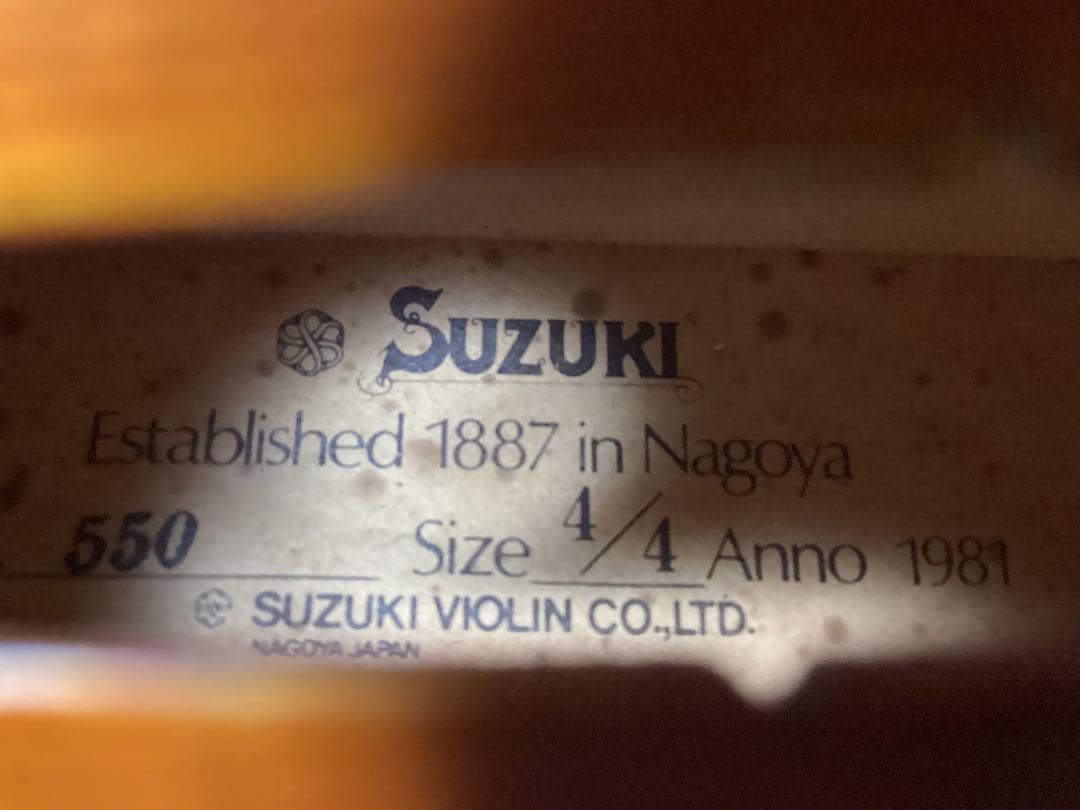 SUZUKI
Established 1887 in Nagoya
550 Size 4/4 Anno 1981
SUZUKI VIOLIN CO.,LTD.
NAGOYA JAPAN